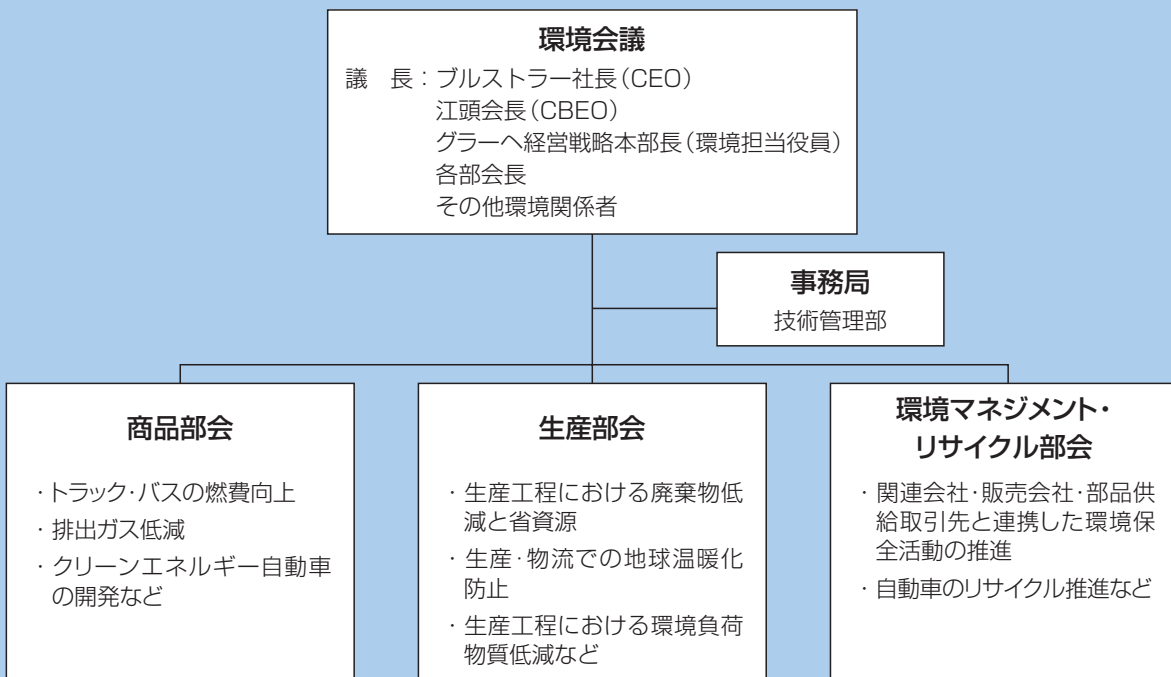 環境会議
議　長：ブルストラー社長（CEO）
江頭会長（CBEO）
グラーヘ経営戦略本部長（環境担当役員）
各部会長
その他環境関係者
事務局
技術管理部
商品部会
・トラック・バスの燃費向上
・排出ガス低減
・クリーンエネルギー自動車
の開発など
生産部会
・生産工程における廃棄物低
減と省資源
・生産・物流での地球温暖化
防止
・生産工程における環境負荷
物質低減など
環境マネジメント・
リサイクル部会
・関連会社・販売会社・部品供
給取引先と連携した環境保
全活動の推進
・自動車のリサイクル推進など